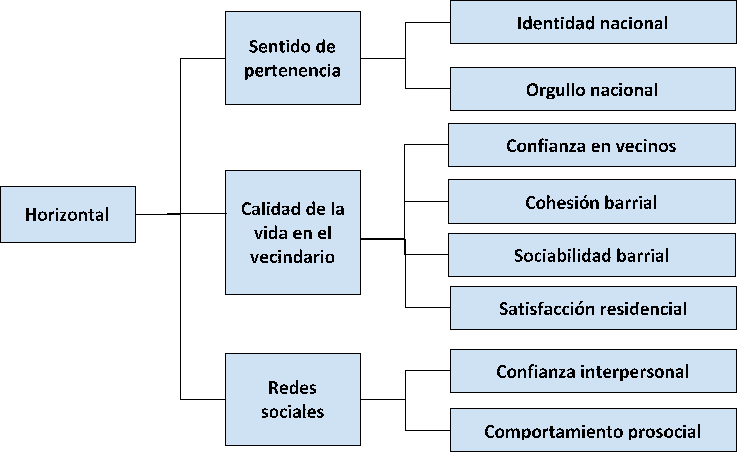 Horizontal
Sentido de
pertenencia
Identidad nacional
Orgullo nacional
Calidad de la
vida en el
vecindario
Confianza en vecinos
Cohesión barrial
Sociabilidad barrial
Satisfacción residencial
Redes
sociales
Confianza interpersonal
Comportamiento prosocial